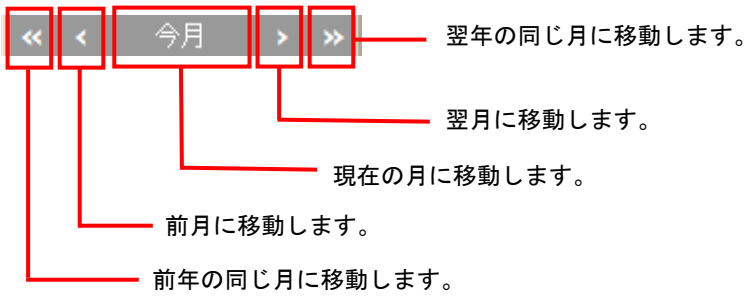 « ‹ 今月 › »
翌年の同じ月に移動します。
翌月に移動します。
現在の月に移動します。
前月に移動します。
前年の同じ月に移動します。